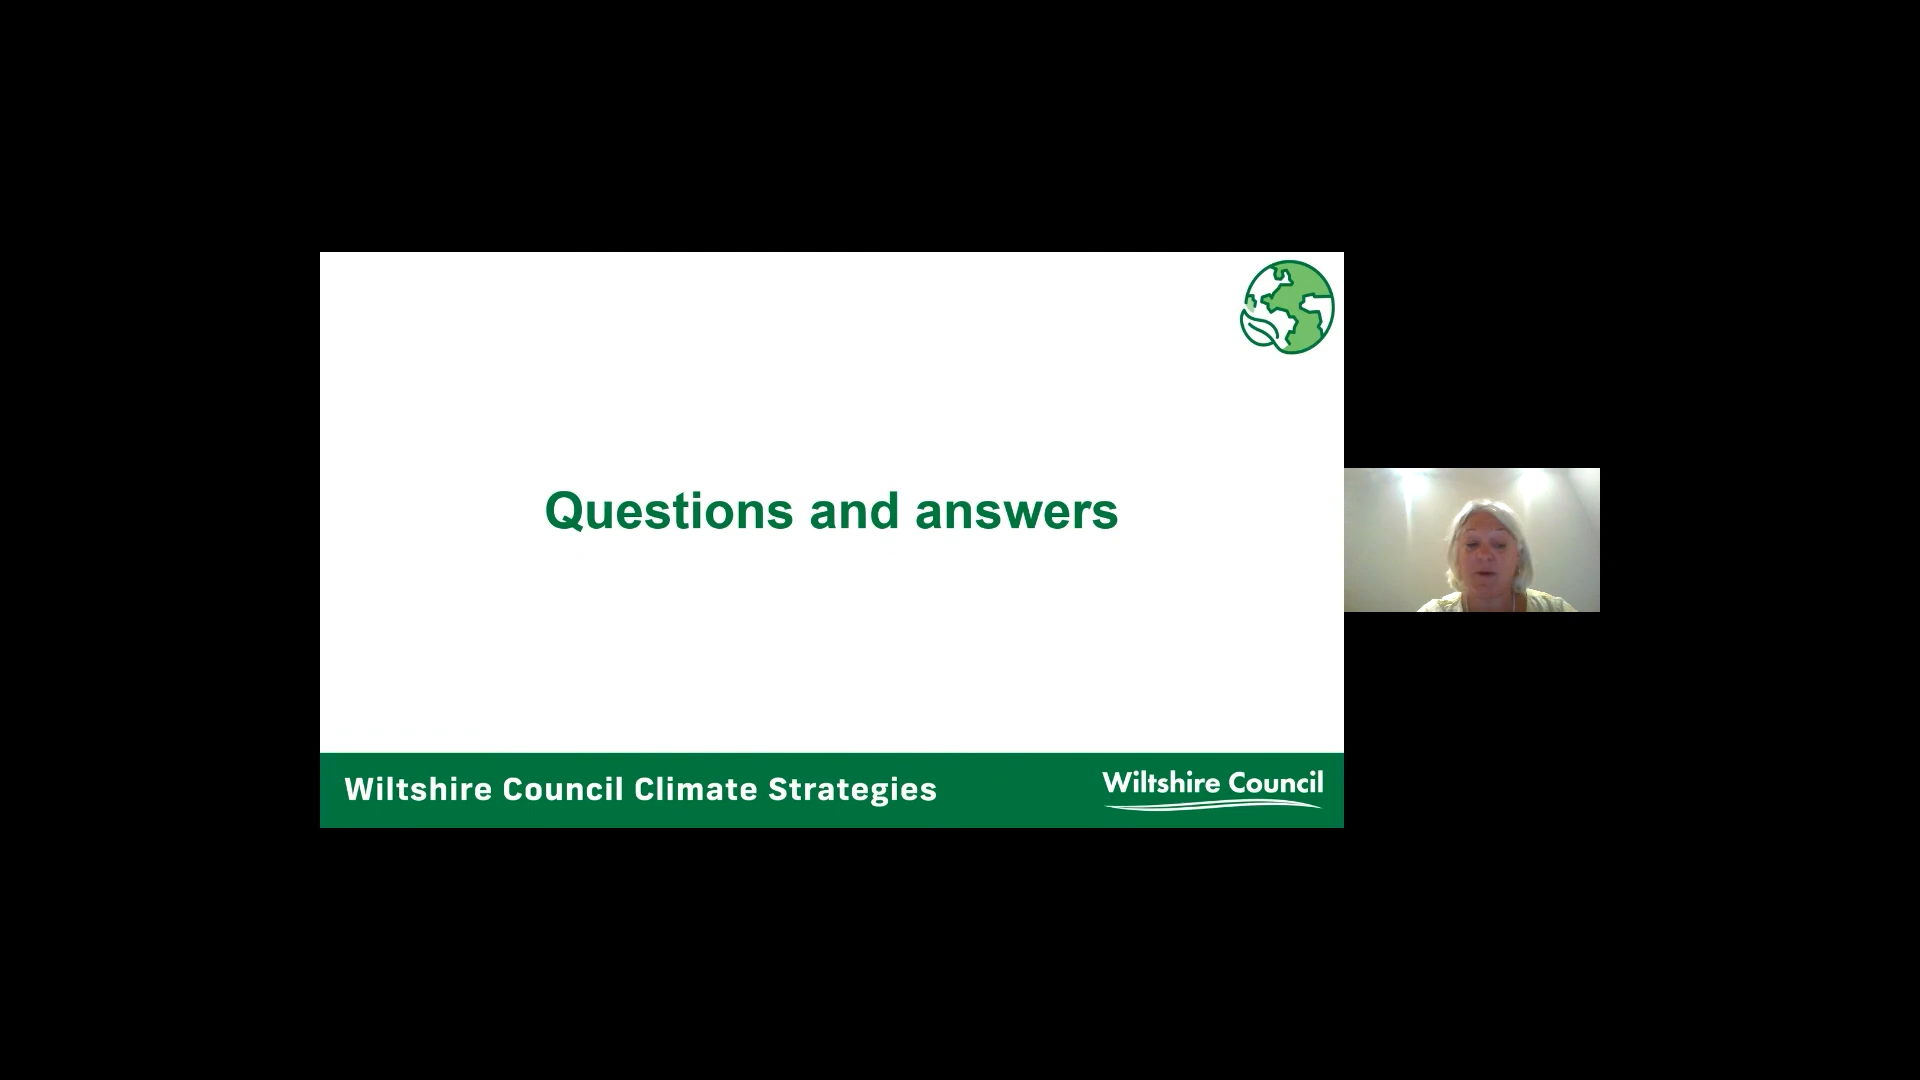 Questions and answers
Wiltshire Council Climate Strategies
Wiltshire Council